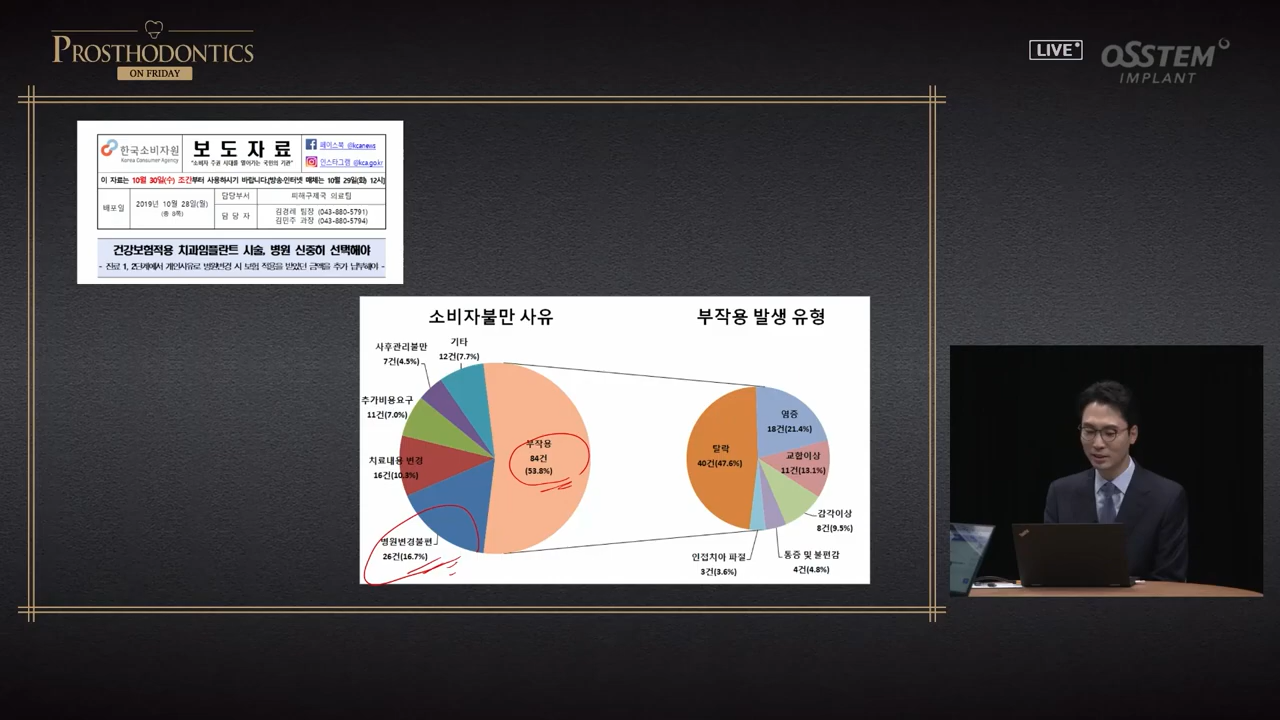 PROSTHODONTICS
ON FRIDAY
LIVE
OSSTEM
IMPLANT
한국소비자원
Korea Consumer Agency
보 도 자 료
"소비자 주권 시대를 열어가는 국민의 기관"
페이스북 @kcanews
인스타그램 @kca.go.kr
이 자료는 10월 30일(수) 조간부터 사용하시기 바랍니다.(방송·인터넷 매체는 10월 29일(화) 12시)
배포일
2019년 10월 28일(월)
(총 8쪽)
담당부서
피해구제국 의료팀
담 당 자
김경례 팀장 (043-880-5791)
김민주 과장 (043-880-5794)
건강보험적용 치과임플란트 시술, 병원 신중히 선택해야
- 진료 1, 2단계에서 개인사유로 병원변경 시 보험 적용을 받았던 금액을 추가 납부해야 -
소비자불만 사유
기타
12건(7.7%)
사후관리불만
7건(4.5%)
추가비용요구
11건(7.0%)
치료내용 변경
16건(10.3%)
병원변경불편
26건(16.7%)
부작용
84건
(53.8%)
부작용 발생 유형
탈락
40건(47.6%)
염증
18건(21.4%)
교합이상
11건(13.1%)
감각이상
8건(9.5%)
통증 및 불편감
4건(4.8%)
인접치아 파절
3건(3.6%)